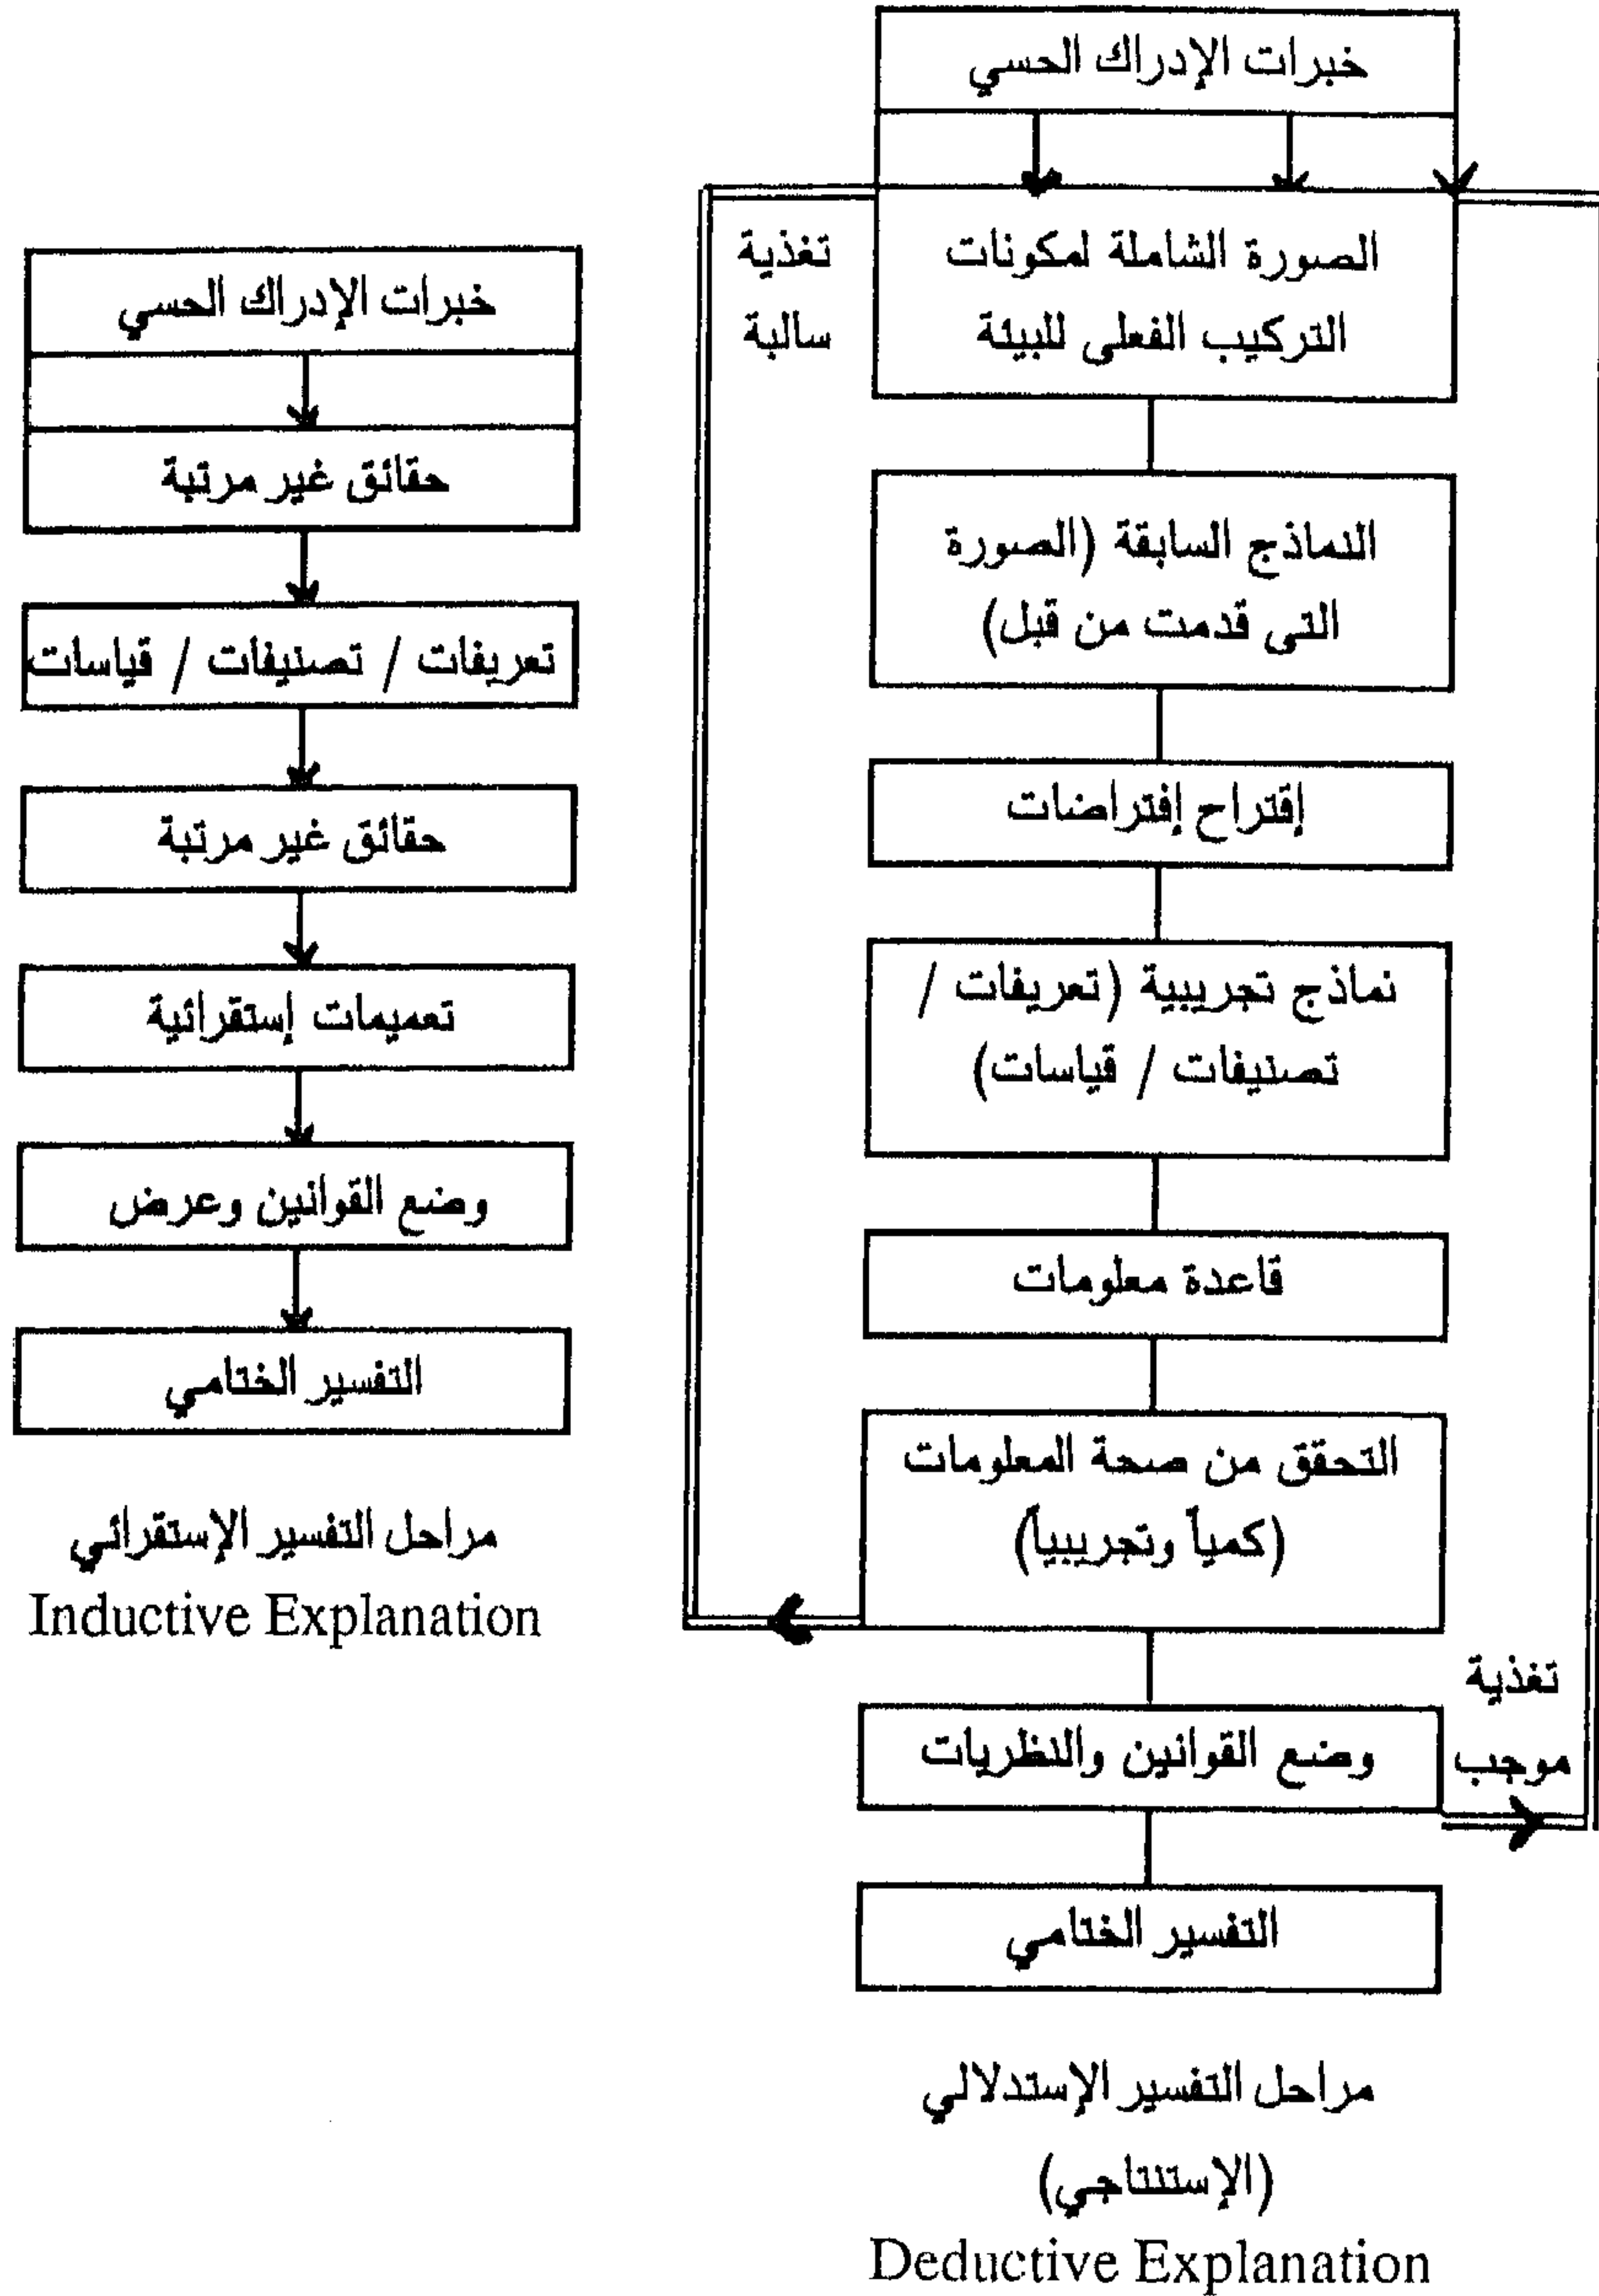 خبرات الإدراك الحسي
الصورة الشاملة لمكونات
التركيب الفعلى للبيئة
تغذية
سالبة
النماذج السابقة (الصورة
التى قدمت من قبل)
إقتراح إفتراضات
نماذج تجريبية (تعريفات /
تصنيفات / قياسات)
قاعدة معلومات
التحقق من صحة المعلومات
(كمياً وتجريبياً)
تغذية
موجب
وضع القوانين والنظريات
التفسير الختامي
مراحل التفسير الإستدلالي
(الإستنتاجي)
Deductive Explanation
خبرات الإدراك الحسي
حقائق غير مرتبة
تعريفات / تصنيفات / قياسات
حقائق غير مرتبة
تعميمات إستقرائية
وضع القوانين وعرض
التفسير الختامي
مراحل التفسير الإستقرائي
Inductive Explanation